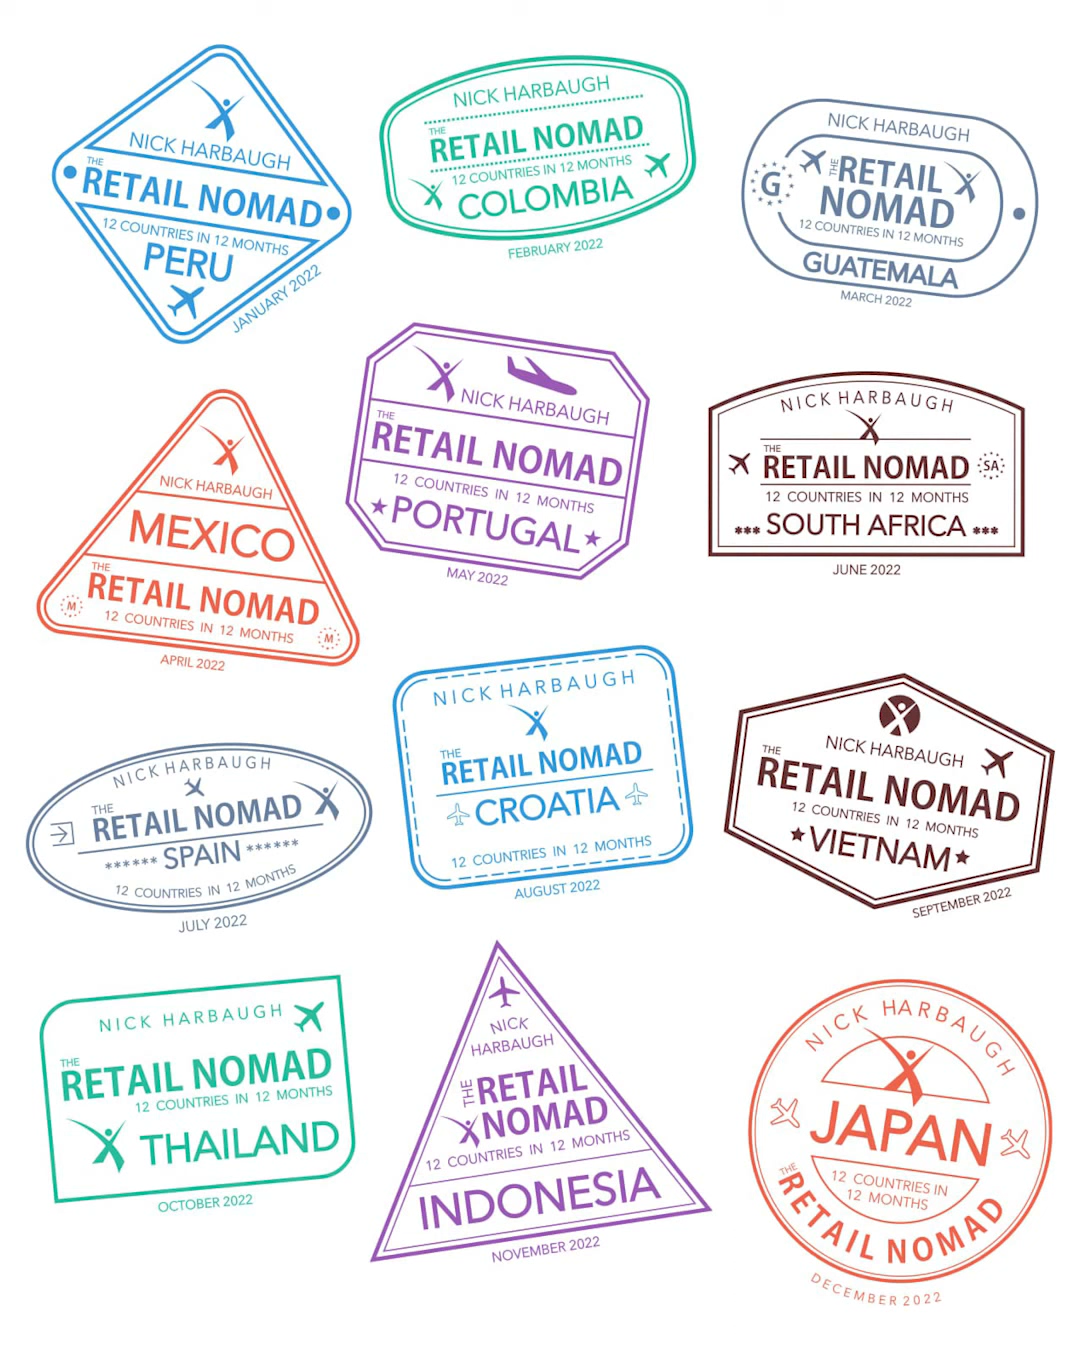 NICK HARBAUGH
THE
RETAIL NOMAD
12 COUNTRIES IN 12 MONTHS
PERU
JANUARY 2022
NICK HARBAUGH
THE
RETAIL NOMAD
12 COUNTRIES IN 12 MONTHS
COLOMBIA
FEBRUARY 2022
NICK HARBAUGH
G
THE
RETAIL
NOMAD
12 COUNTRIES IN 12 MONTHS
GUATEMALA
MARCH 2022
NICK HARBAUGH
MEXICO
THE
RETAIL NOMAD
12 COUNTRIES IN 12 MONTHS
M
M
APRIL 2022
NICK HARBAUGH
THE
RETAIL NOMAD
12 COUNTRIES IN 12 MONTHS
★PORTUGAL★
MAY 2022
NICK HARBAUGH
RETAIL NOMAD
THE
SA
12 COUNTRIES IN 12 MONTHS
*** SOUTH AFRICA ***
JUNE 2022
NICK HARBAUGH
THE
RETAIL NOMAD
****** SPAIN ******
12 COUNTRIES IN 12 MONTHS
JULY 2022
NICK HARBAUGH
THE
RETAIL NOMAD
CROATIA
12 COUNTRIES IN 12 MONTHS
AUGUST 2022
NICK HARBAUGH
THE
RETAIL NOMAD
12 COUNTRIES IN 12 MONTHS
★VIETNAM★
SEPTEMBER 2022
NICK HARBAUGH
THE
RETAIL NOMAD
12 COUNTRIES IN 12 MONTHS
THAILAND
OCTOBER 2022
NICK
HARBAUGH
THE
RETAIL
NOMAD
12 COUNTRIES IN 12 MONTHS
INDONESIA
NOVEMBER 2022
NICK HARBAUGH
JAPAN
12 COUNTRIES IN
12 MONTHS
THE
RETAIL NOMAD
DECEMBER 2022